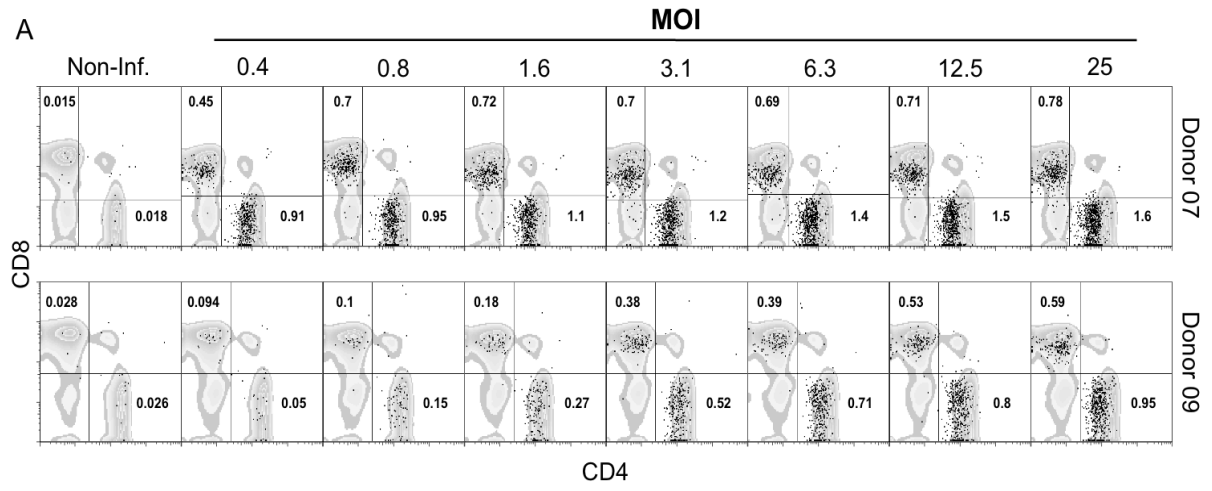 A
MOI
Non-Inf. 0.4 0.8 1.6 3.1 6.3 12.5 25
0.015 0.45 0.7 0.72 0.7 0.69 0.71 0.78
0.018 0.91 0.95 1.1 1.2 1.4 1.5 1.6
Donor 07
CD8
0.028 0.094 0.1 0.18 0.38 0.39 0.53 0.59
0.026 0.05 0.15 0.27 0.52 0.71 0.8 0.95
Donor 09
CD4